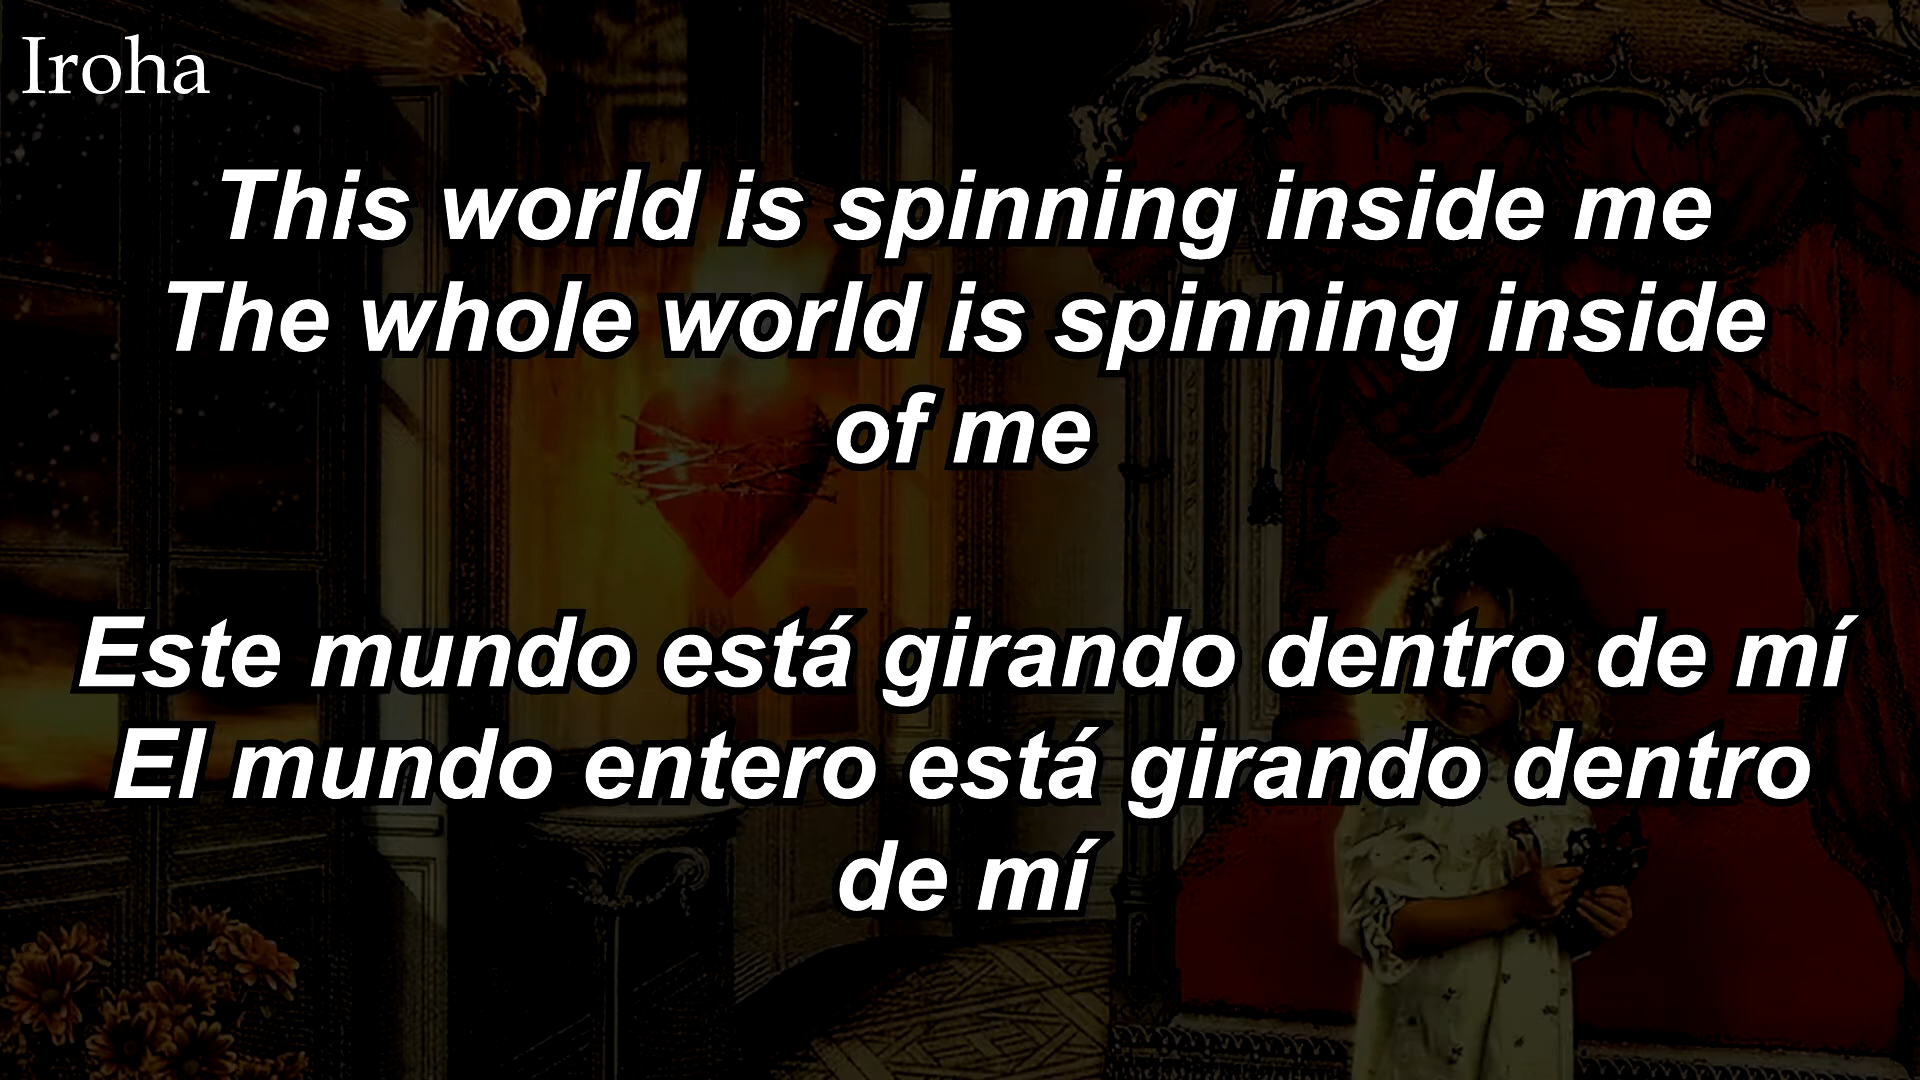 Iroha
This world is spinning inside me
The whole world is spinning inside
of me
Este mundo está girando dentro de mí
El mundo entero está girando dentro
de mí